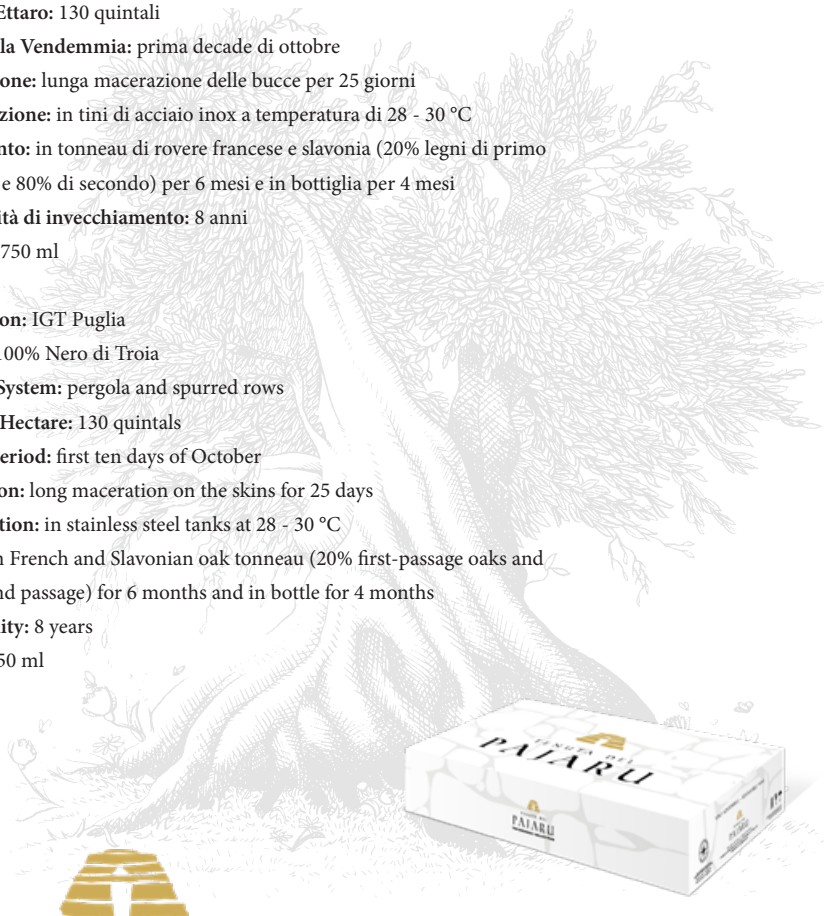 Ettaro: 130 quintali
la Vendemmia: prima decade di ottobre
one: lunga macerazione delle bucce per 25 giorni
zione: in tini di acciaio inox a temperatura di 28 - 30 °C
nto: in tonneau di rovere francese e slavonia (20% legni di primo
e 80% di secondo) per 6 mesi e in bottiglia per 4 mesi
ità di invecchiamento: 8 anni
750 ml
on: IGT Puglia
100% Nero di Troia
System: pergola and spurred rows
Hectare: 130 quintals
eriod: first ten days of October
on: long maceration on the skins for 25 days
tion: in stainless steel tanks at 28 - 30 °C
n French and Slavonian oak tonneau (20% first-passage oaks and
nd passage) for 6 months and in bottle for 4 months
ity: 8 years
50 ml
TENUTA DEL
PAJARU
PAJARU
PAJARU